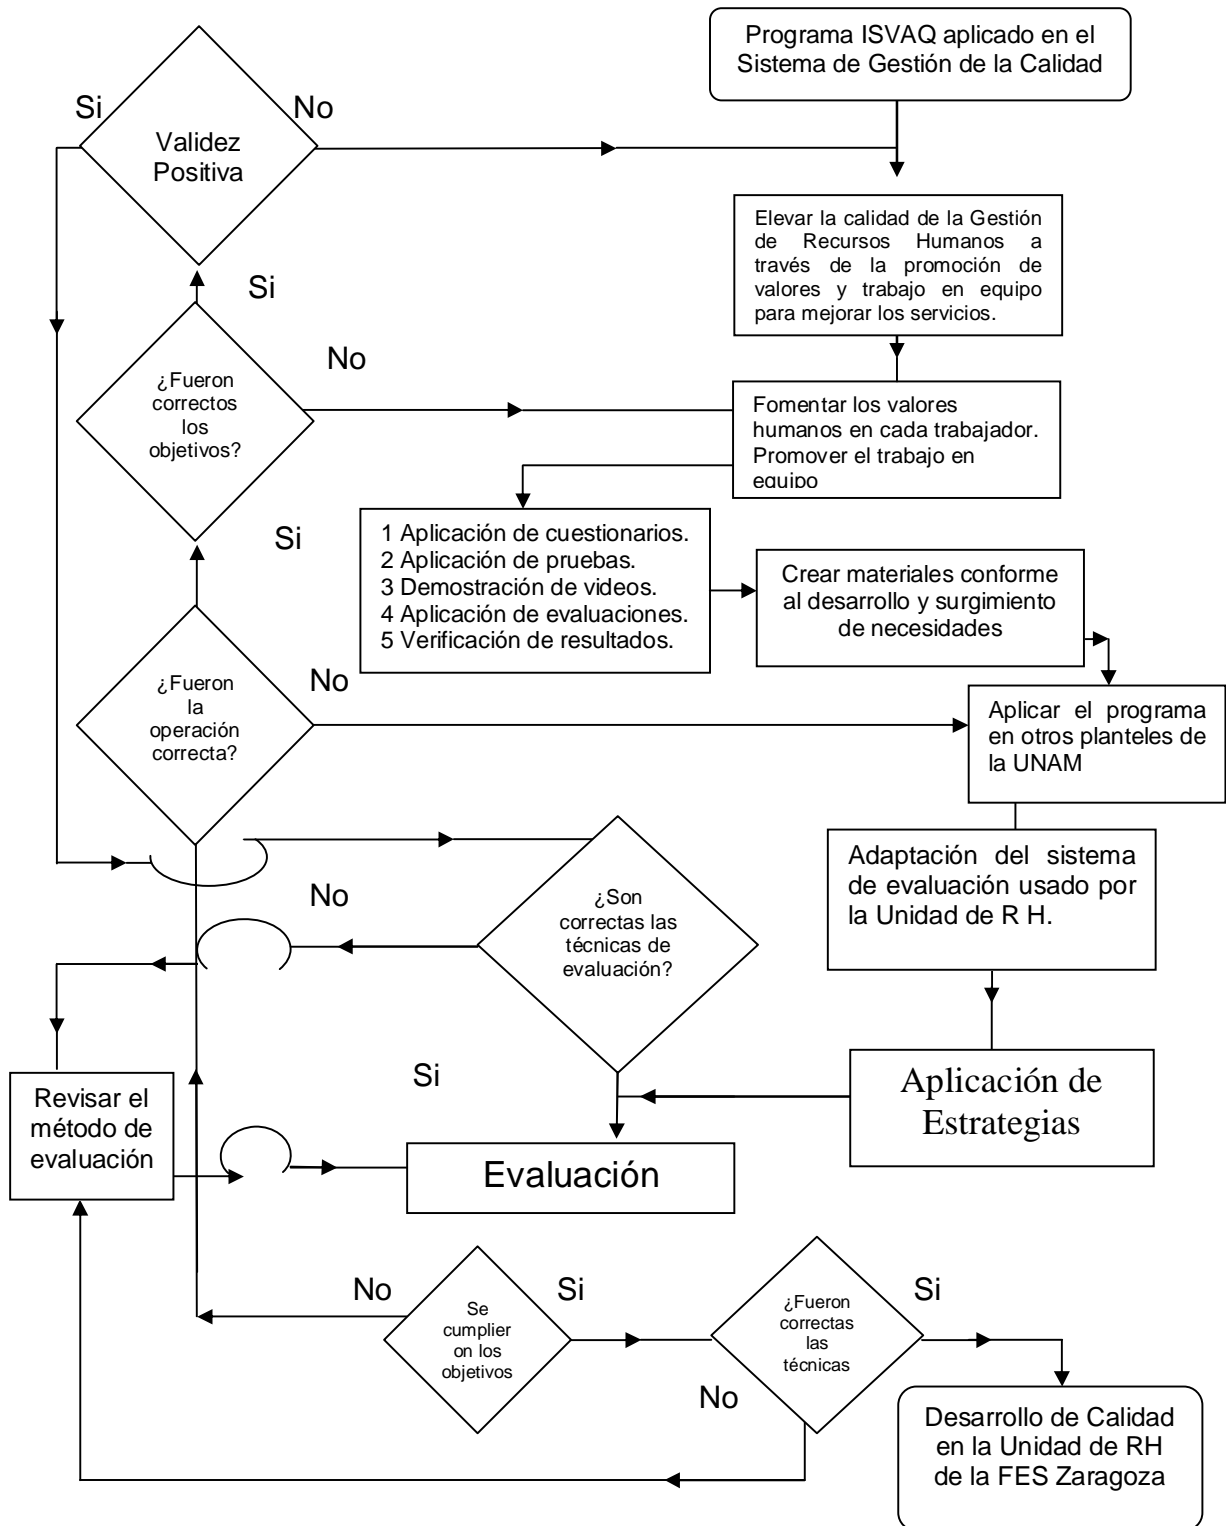 Programa ISVAQ aplicado en el
Sistema de Gestión de la Calidad
Si
No
Validez
Positiva
Elevar la calidad de la Gestión
de Recursos Humanos a
través de la promoción de
valores y trabajo en equipo
para mejorar los servicios.
Si
No
¿Fueron
correctos
los
objetivos?
Fomentar los valores
humanos en cada trabajador.
Promover el trabajo en
equipo
Si
1 Aplicación de cuestionarios.
2 Aplicación de pruebas.
3 Demostración de videos.
4 Aplicación de evaluaciones.
5 Verificación de resultados.
Crear materiales conforme
al desarrollo y surgimiento
de necesidades
No
¿Fueron
la
operación
correcta?
Aplicar el programa
en otros planteles de
la UNAM
Adaptación del sistema
de evaluación usado por
la Unidad de R H.
No
¿Son
correctas las
técnicas de
evaluación?
Si
Aplicación de
Estrategias
Revisar el
método de
evaluación
Evaluación
No
Si
Se
cumplier
on los
objetivos
¿Fueron
correctas
las
técnicas
Si
No
Desarrollo de Calidad
en la Unidad de RH
de la FES Zaragoza